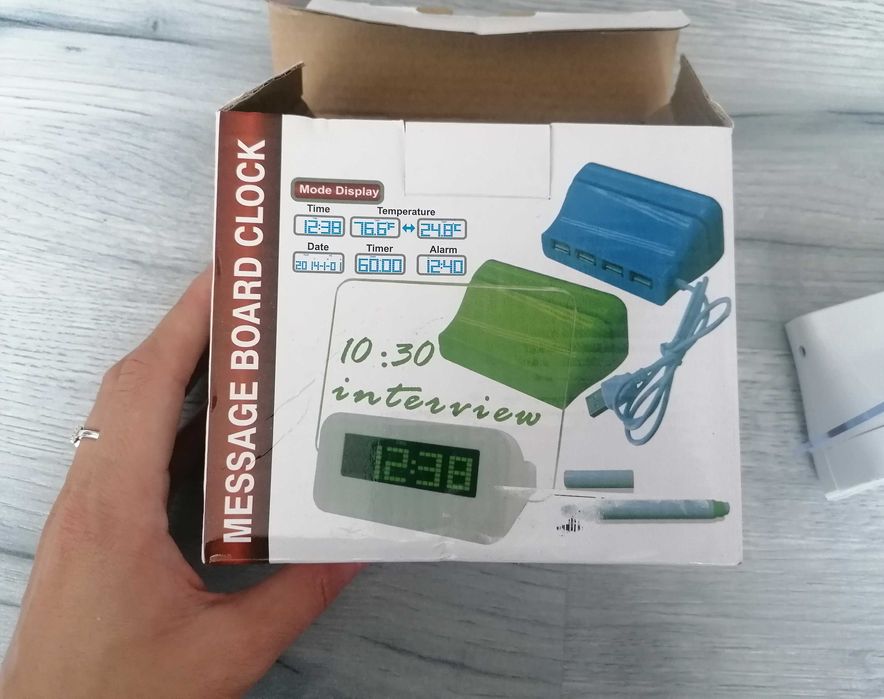 MESSAGE BOARD CLOCK
Mode Display
Time Temperature
12:38 76.6°F 24.8°C
Date Timer Alarm
2014-1-01 60.00 12:40
10:30
interview
12:38